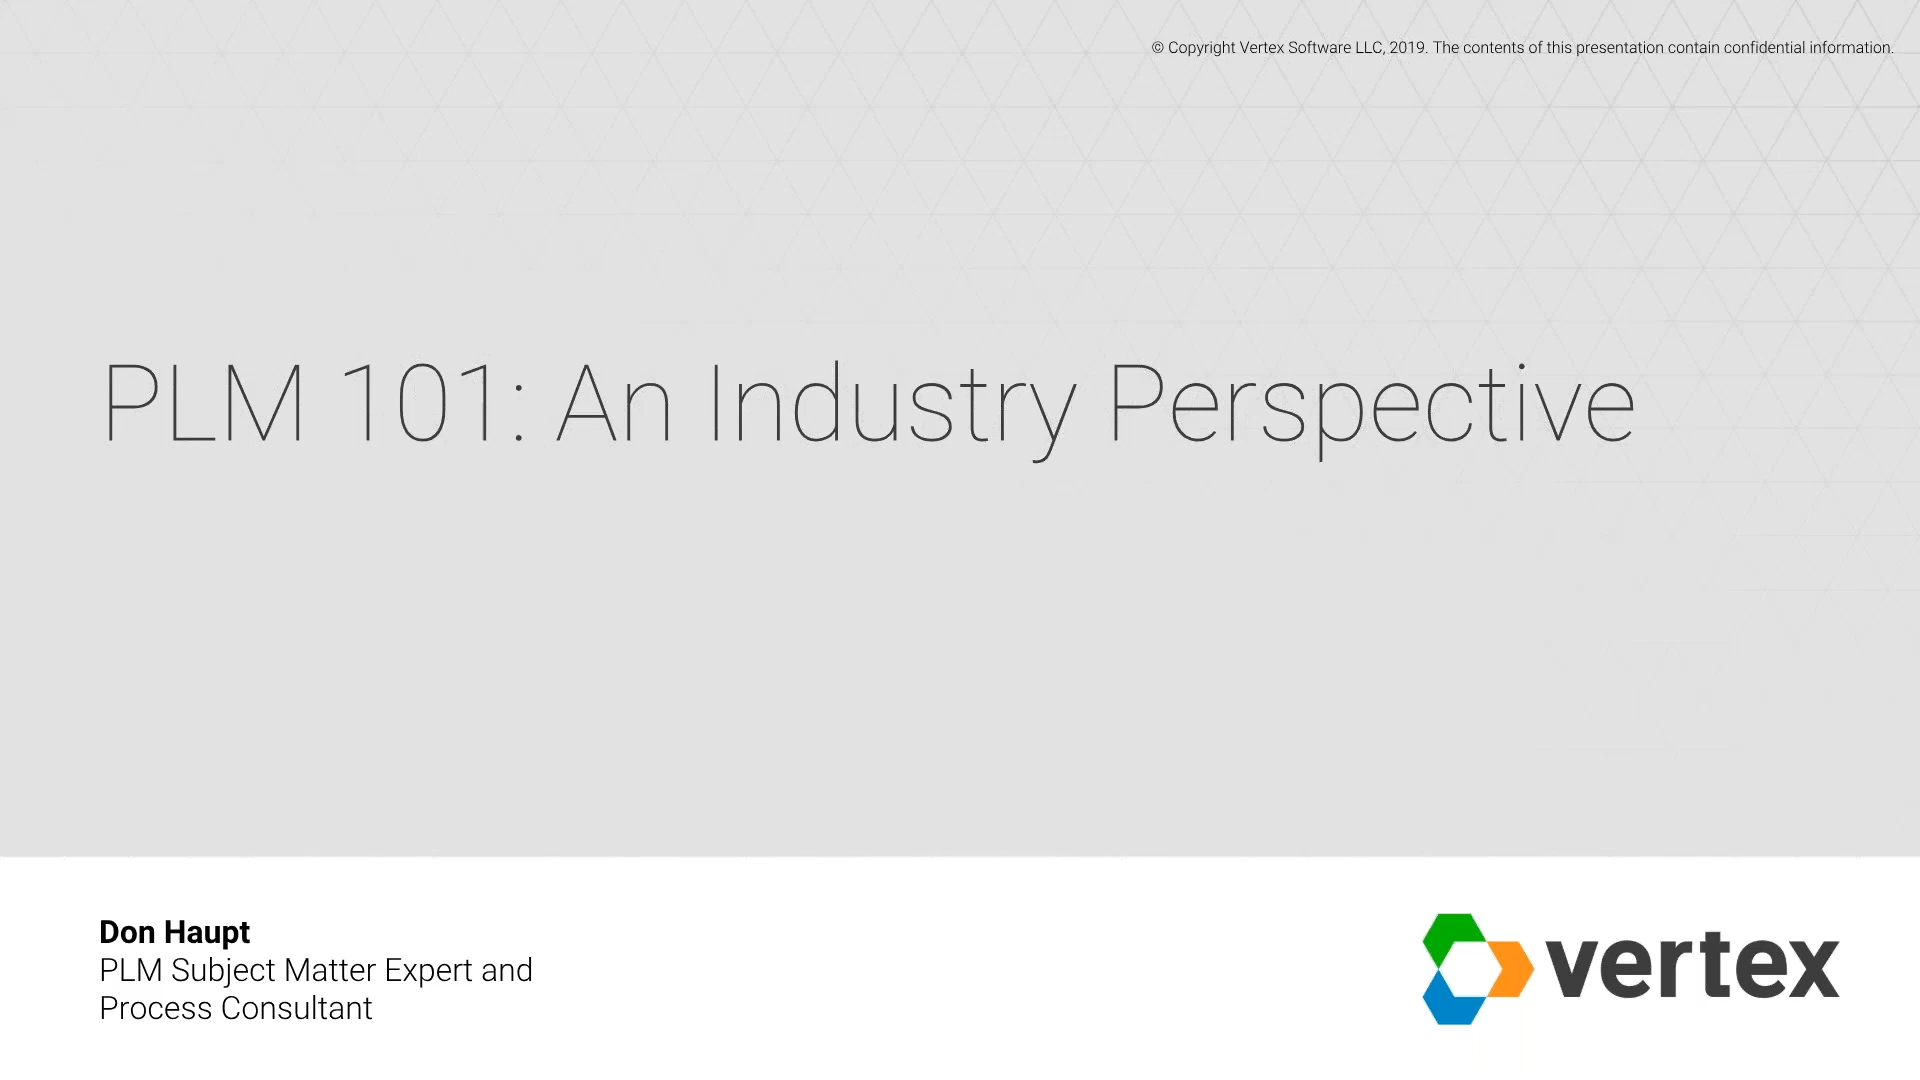 © Copyright Vertex Software LLC, 2019. The contents of this presentation contain confidential information.
PLM 101: An Industry Perspective
Don Haupt
PLM Subject Matter Expert and
Process Consultant
vertex